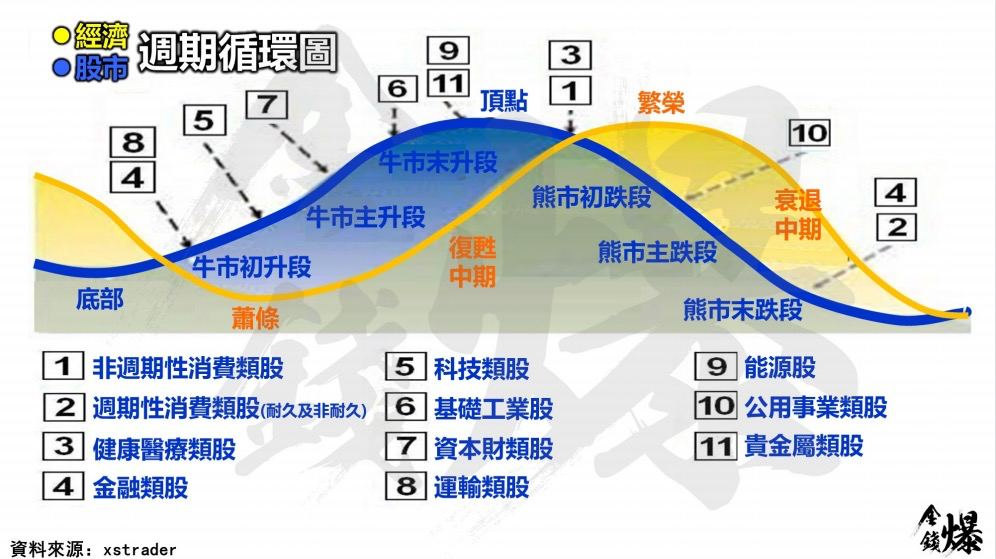 經濟
股市
週期循環圖
9
3
6
11
1
7
5
8
4
頂點
繁榮
10
牛市末升段
牛市主升段
牛市初升段
熊市初跌段
熊市主跌段
熊市末跌段
衰退
中期
4
2
復甦
中期
底部
蕭條
1 非週期性消費類股
2 週期性消費類股(耐久及非耐久)
3 健康醫療類股
4 金融類股
5 科技類股
6 基礎工業股
7 資本財類股
8 運輸類股
9 能源股
10 公用事業類股
11 貴金屬類股
資料來源：xstrader
金錢爆